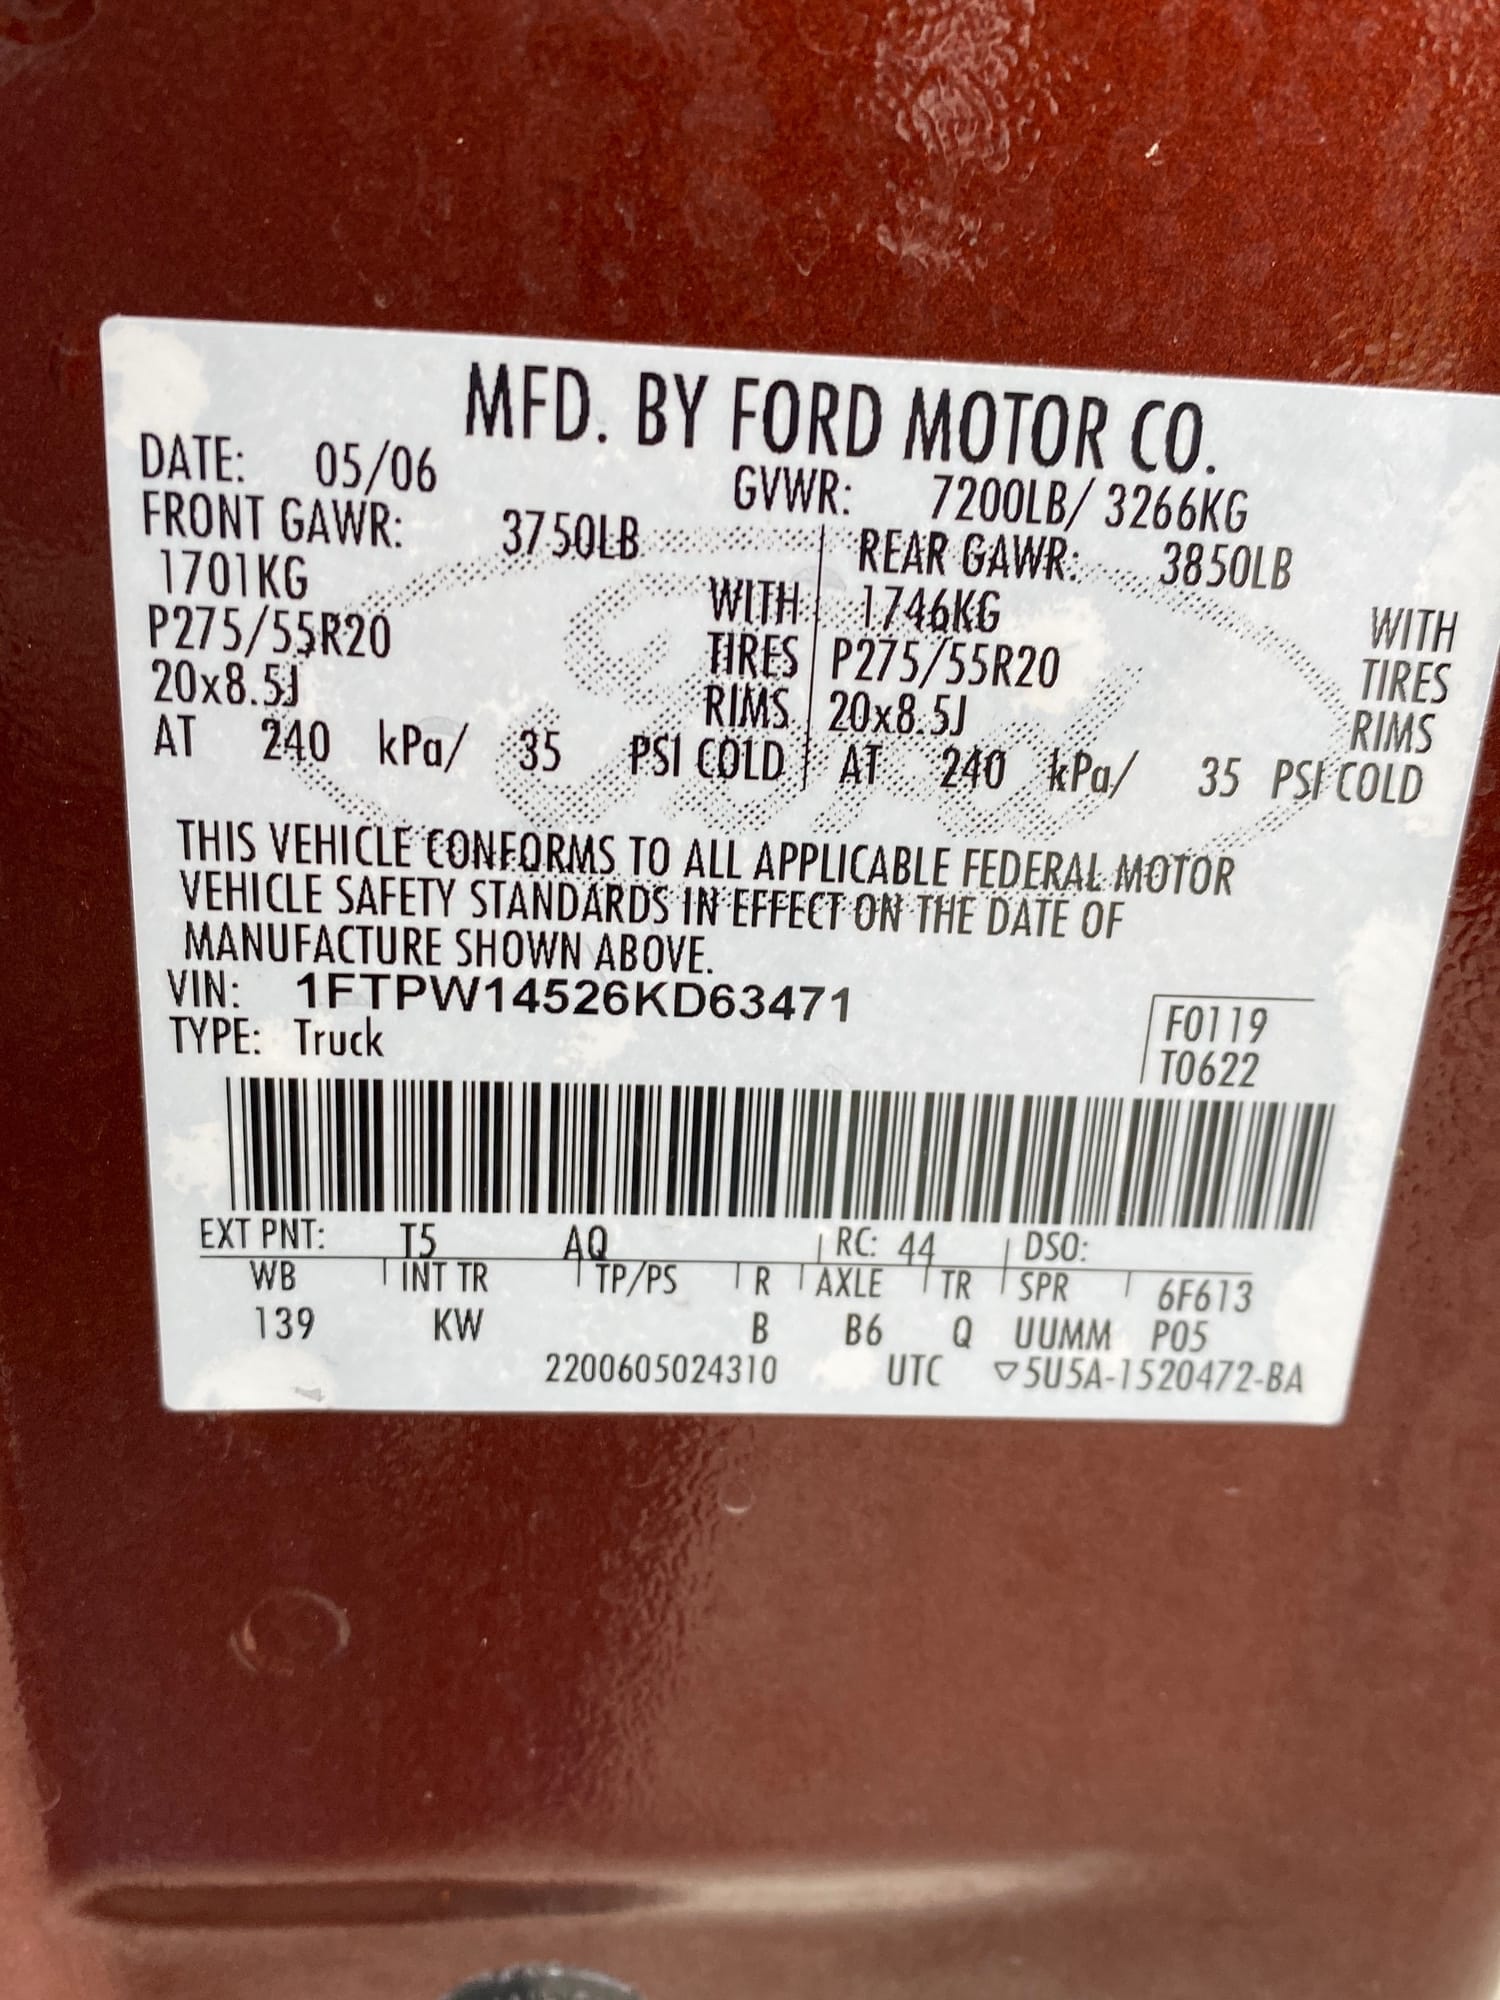 MFD. BY FORD MOTOR CO.
DATE: 05/06 GVWR: 7200LB/ 3266KG
FRONT GAWR: 3750LB REAR GAWR: 3850LB
1701KG WITH 1746KG WITH
P275/55R20 TIRES P275/55R20 TIRES
20x8.5J RIMS 20x8.5J RIMS
AT 240 kPa/ 35 PSI COLD AT 240 kPa/ 35 PSI COLD
THIS VEHICLE CONFORMS TO ALL APPLICABLE FEDERAL MOTOR
VEHICLE SAFETY STANDARDS IN EFFECT ON THE DATE OF
MANUFACTURE SHOWN ABOVE.
VIN: 1FTPW14526KD63471
F0119
TYPE: Truck T0622
EXT PNT: T5 AQ RC: 44 DSO:
WB INT TR TP/PS R AXLE TR SPR 6F613
139 KW B B6 Q UUMM P05
2200605024310 UTC ▽5U5A-1520472-BA